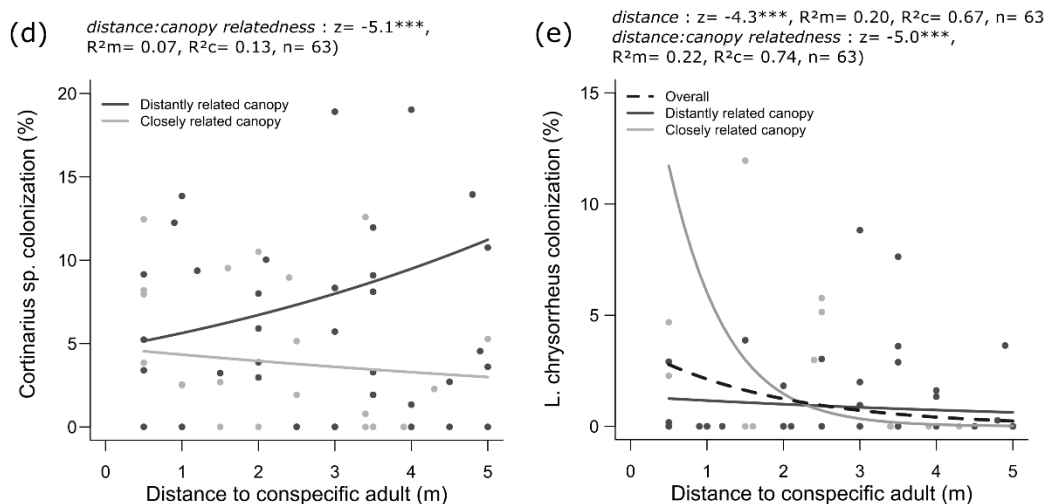 (d)
distance:canopy relatedness : z= -5.1***,
R²m= 0.07, R²c= 0.13, n= 63)
Distantly related canopy
Closely related canopy
Cortinarius sp. colonization (%)
20
15
10
5
0
0 1 2 3 4 5
Distance to conspecific adult (m)
(e)
distance : z= -4.3***, R²m= 0.20, R²c= 0.67, n= 63
distance:canopy relatedness : z= -5.0***,
R²m= 0.22, R²c= 0.74, n= 63)
Overall
Distantly related canopy
Closely related canopy
L. chrysorrheus colonization (%)
15
10
5
0
0 1 2 3 4 5
Distance to conspecific adult (m)